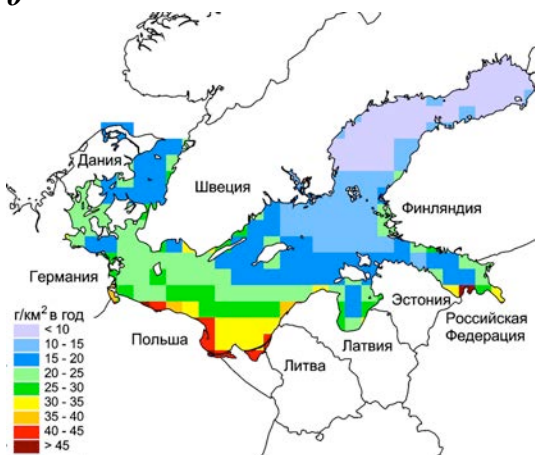 Дания
Швеция
Финляндия
Германия
Эстония
г/км² в год
< 10
10 - 15
15 - 20
20 - 25
25 - 30
30 - 35
35 - 40
40 - 45
> 45
Польша
Литва
Латвия
Российская
Федерация